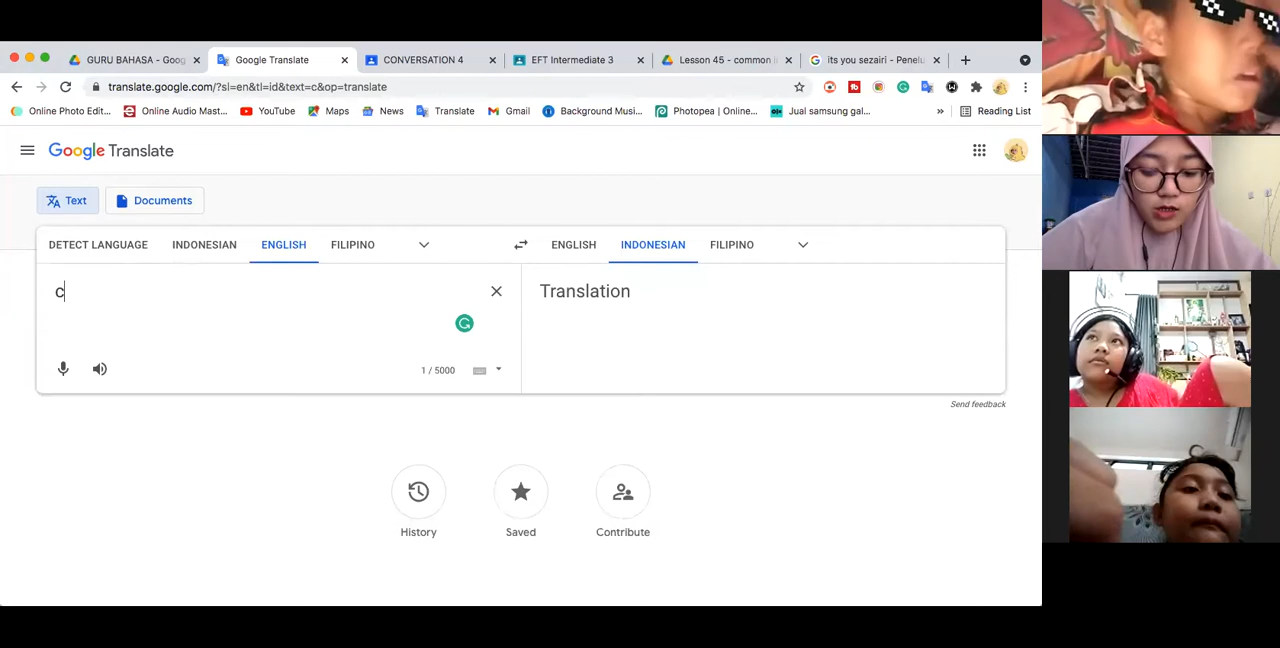 GURU BAHASA - Goog
Google Translate
CONVERSATION 4
EFT Intermediate 3
Lesson 45 - common i
its you sezairi - Penelu
translate.google.com/?sl=en&tl=id&text=c&op=translate
Online Photo Edit...
Online Audio Mast...
YouTube
Maps
News
Translate
Gmail
Background Musi...
Photopea | Online...
Jual samsung gal...
»
Reading List
Google Translate
Text
Documents
DETECT LANGUAGE
INDONESIAN
ENGLISH
FILIPINO
ENGLISH
INDONESIAN
FILIPINO
c
Translation
1 / 5000
Send feedback
History
Saved
Contribute